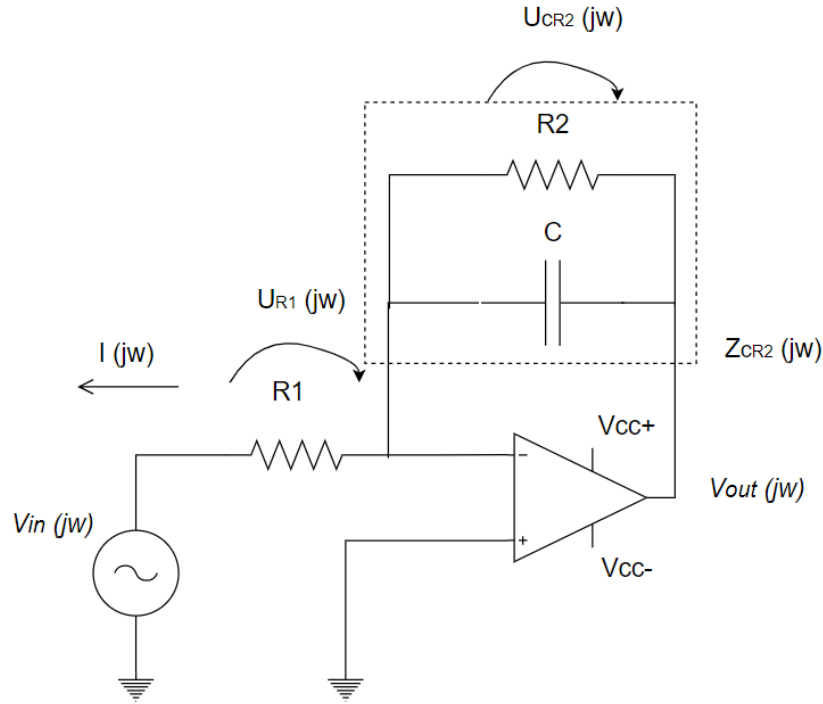 UCR2 (jw)
R2
C
UR1 (jw)
ZCR2 (jw)
I (jw)
R1
Vcc+
−
Vout (jw)
Vin (jw)
+
Vcc-